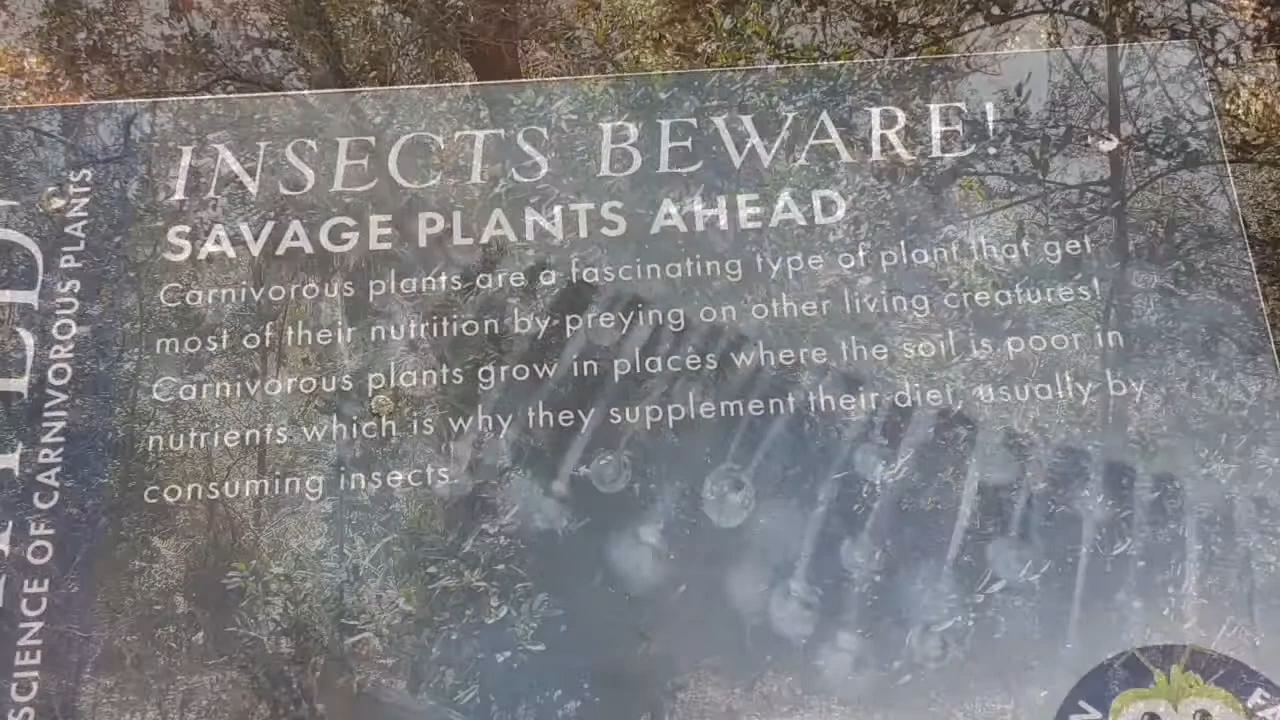 INSECTS BEWARE!
SAVAGE PLANTS AHEAD
Carnivorous plants are a fascinating type of plant that get
most of their nutrition by preying on other living creatures!
Carnivorous plants grow in places where the soil is poor in
nutrients which is why they supplement their diet, usually by
consuming insects.
SCIENCE OF CARNIVOROUS PLANTS